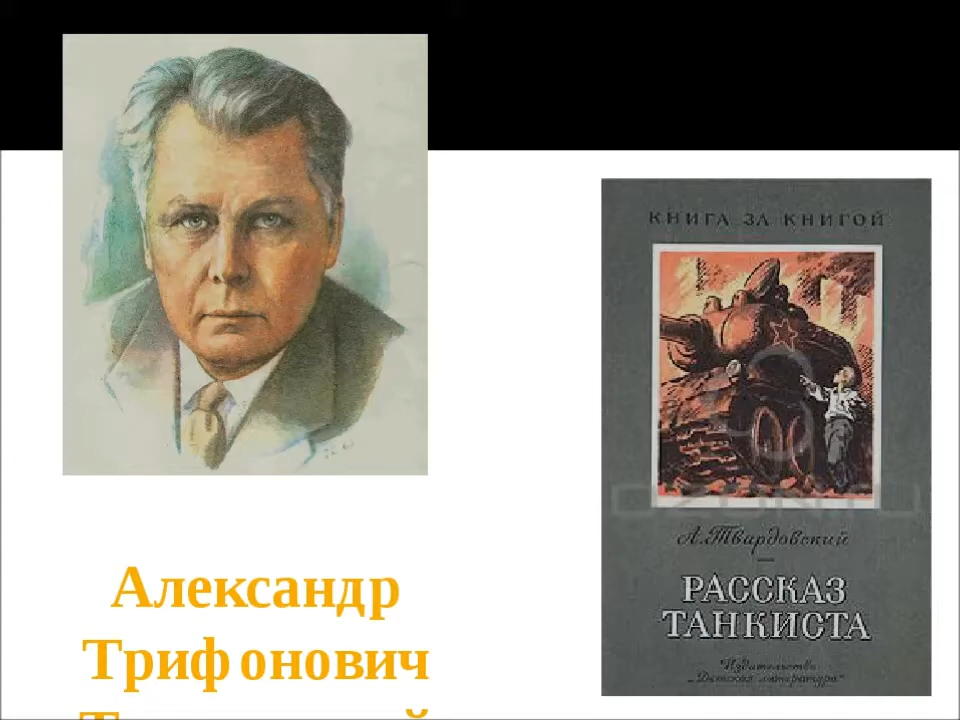 Александр
Трифонович
КНИГА ЗА КНИГОЙ
А. Твардовский
РАССКАЗ
ТАНКИСТА
Издательство
„Детская литература"